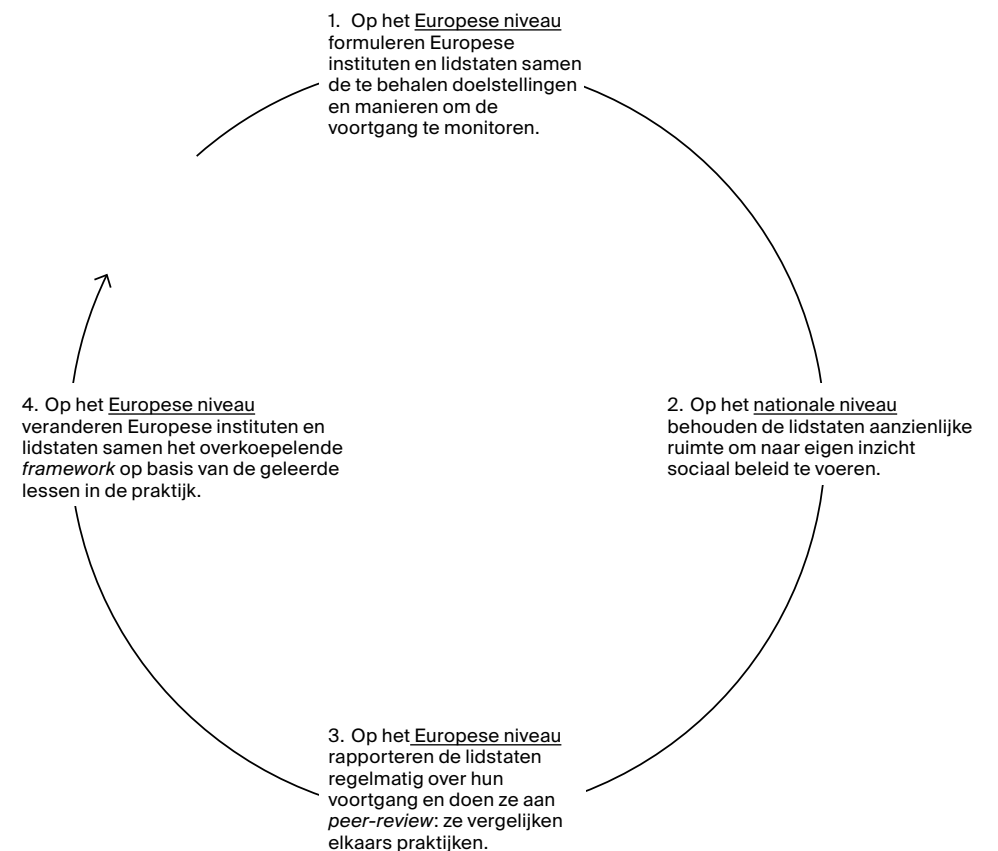 1. Op het Europese niveau
formuleren Europese
instituten en lidstaten samen
de te behalen doelstellingen
en manieren om de
voortgang te monitoren.
2. Op het nationale niveau
behouden de lidstaten aanzienlijke
ruimte om naar eigen inzicht
sociaal beleid te voeren.
3. Op het Europese niveau
rapporteren de lidstaten
regelmatig over hun
voortgang en doen ze aan
peer-review: ze vergelijken
elkaars praktijken.
4. Op het Europese niveau
veranderen Europese instituten en
lidstaten samen het overkoepelende
framework op basis van de geleerde
lessen in de praktijk.